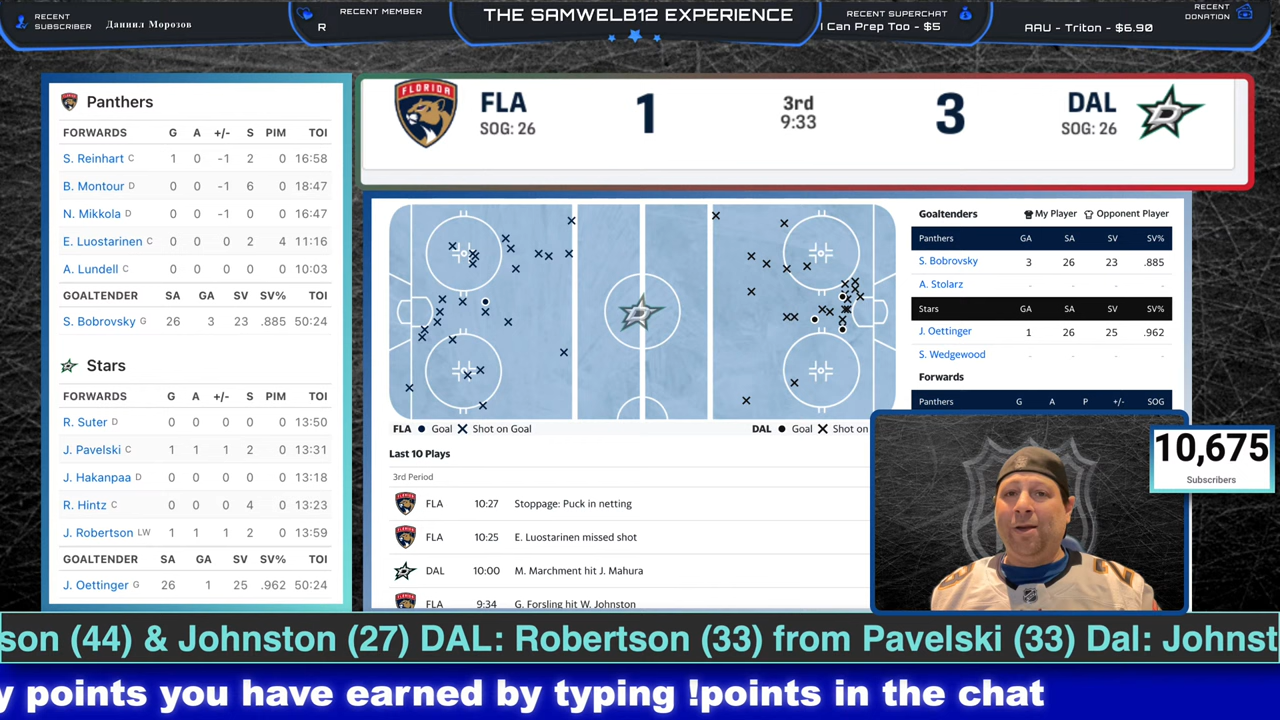 RECENT
SUBSCRIBER
Даниил Морозов
RECENT MEMBER
R
THE SAMWELB12 EXPERIENCE
RECENT SUPERCHAT
I Can Prep Too - $5
RECENT
DONATION
AAU - Triton - $6.90
Panthers
FORWARDS G A +/- S PIM TOI
S. Reinhart C 1 0 -1 2 0 16:58
B. Montour D 0 0 -1 6 0 18:47
N. Mikkola D 0 0 -1 0 0 16:47
E. Luostarinen C 0 0 0 2 4 11:16
A. Lundell C 0 0 0 0 0 10:03
GOALTENDER SA GA SV SV% TOI
S. Bobrovsky G 26 3 23 .885 50:24
Stars
FORWARDS G A +/- S PIM TOI
R. Suter D 0 0 0 0 0 13:50
J. Pavelski C 1 1 1 2 0 13:31
J. Hakanpaa D 0 0 0 0 0 13:18
R. Hintz C 0 0 0 4 0 13:23
J. Robertson LW 1 1 1 2 0 13:59
GOALTENDER SA GA SV SV% TOI
J. Oettinger G 26 1 25 .962 50:24
FLORIDA
FLA
SOG: 26
1
3rd
9:33
3
DAL
SOG: 26
FLA Goal Shot on Goal
DAL Goal Shot on
Last 10 Plays
3rd Period
FLA 10:27 Stoppage: Puck in netting
FLA 10:25 E. Luostarinen missed shot
DAL 10:00 M. Marchment hit J. Mahura
FLA 9:34 G. Forsling hit W. Johnston
Goaltenders My Player Opponent Player
Panthers GA SA SV SV%
S. Bobrovsky 3 26 23 .885
A. Stolarz - - - -
Stars GA SA SV SV%
J. Oettinger 1 26 25 .962
S. Wedgewood - - - -
Forwards
Panthers G A P +/- SOG
10,675
Subscribers
son (44) & Johnston (27) DAL: Robertson (33) from Pavelski (33) Dal: Johnst
y points you have earned by typing !points in the chat